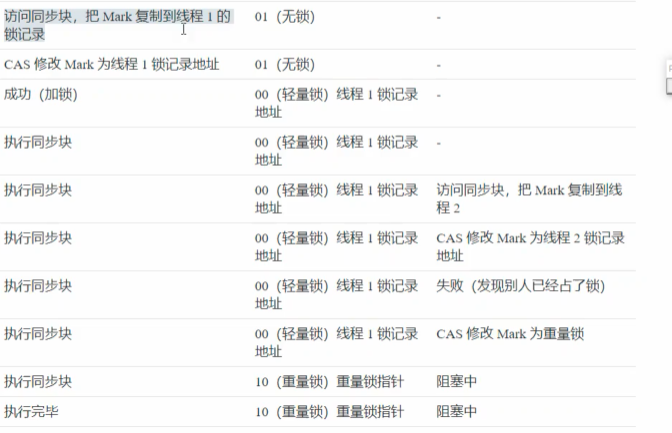 访问同步块，把 Mark 复制到线程 1 的 01（无锁） -
锁记录
CAS 修改 Mark 为线程 1 锁记录地址 01（无锁） -
成功（加锁） 00（轻量锁）线程 1 锁记录 -
地址
执行同步块 00（轻量锁）线程 1 锁记录 -
地址
执行同步块 00（轻量锁）线程 1 锁记录 访问同步块，把 Mark 复制到线
地址 程 2
执行同步块 00（轻量锁）线程 1 锁记录 CAS 修改 Mark 为线程 2 锁记录
地址 地址
执行同步块 00（轻量锁）线程 1 锁记录 失败（发现别人已经占了锁）
地址
执行同步块 00（轻量锁）线程 1 锁记录 CAS 修改 Mark 为重量锁
地址
执行同步块 10（重量锁）重量锁指针 阻塞中
执行完毕 10（重量锁）重量锁指针 阻塞中